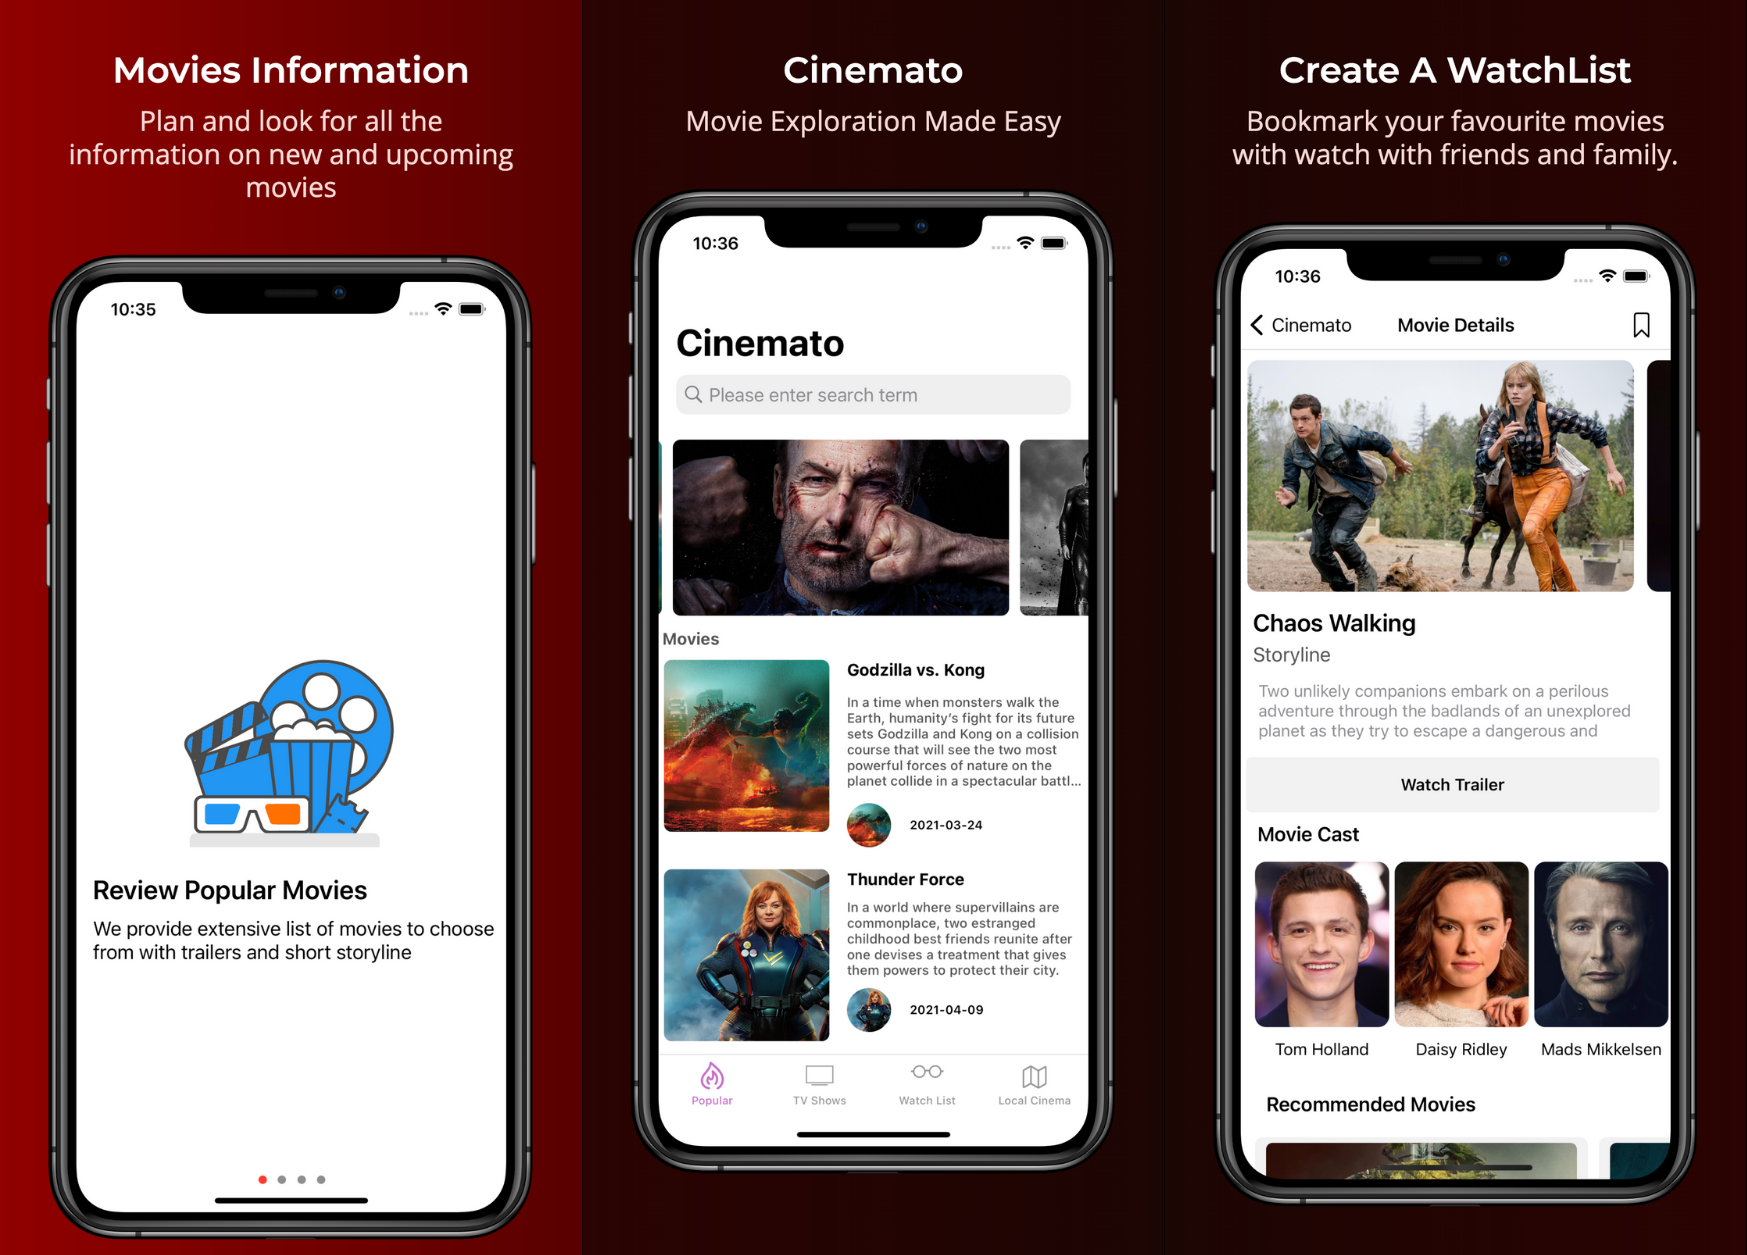 Movies Information
Plan and look for all the
information on new and upcoming
movies
10:35
Review Popular Movies
We provide extensive list of movies to choose
from with trailers and short storyline
Cinemato
Movie Exploration Made Easy
10:36
Cinemato
Please enter search term
Movies
Godzilla vs. Kong
In a time when monsters walk the
Earth, humanity's fight for its future
sets Godzilla and Kong on a collision
course that will see the two most
powerful forces of nature on the
planet collide in a spectacular battl...
2021-03-24
Thunder Force
In a world where supervillains are
commonplace, two estranged
childhood best friends reunite after
one devises a treatment that gives
them powers to protect their city.
2021-04-09
Popular
TV Shows
Watch List
Local Cinema
Create A WatchList
Bookmark your favourite movies
with watch with friends and family.
10:36
Cinemato
Movie Details
Chaos Walking
Storyline
Two unlikely companions embark on a perilous
adventure through the badlands of an unexplored
planet as they try to escape a dangerous and
Watch Trailer
Movie Cast
Tom Holland
Daisy Ridley
Mads Mikkelsen
Recommended Movies